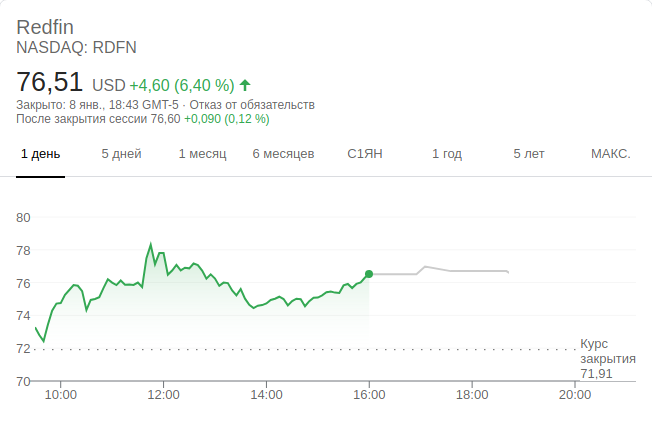 Redfin
NASDAQ: RDFN
76,51 USD +4,60 (6,40 %)
Закрыто: 8 янв., 18:43 GMT-5 · Отказ от обязательств
После закрытия сессии 76,60 +0,090 (0,12 %)
1 день 5 дней 1 месяц 6 месяцев С1ЯН 1 год 5 лет МАКС.
80
78
76
74
72
Курс
закрытия
71,91
70
10:00 12:00 14:00 16:00 18:00 20:00